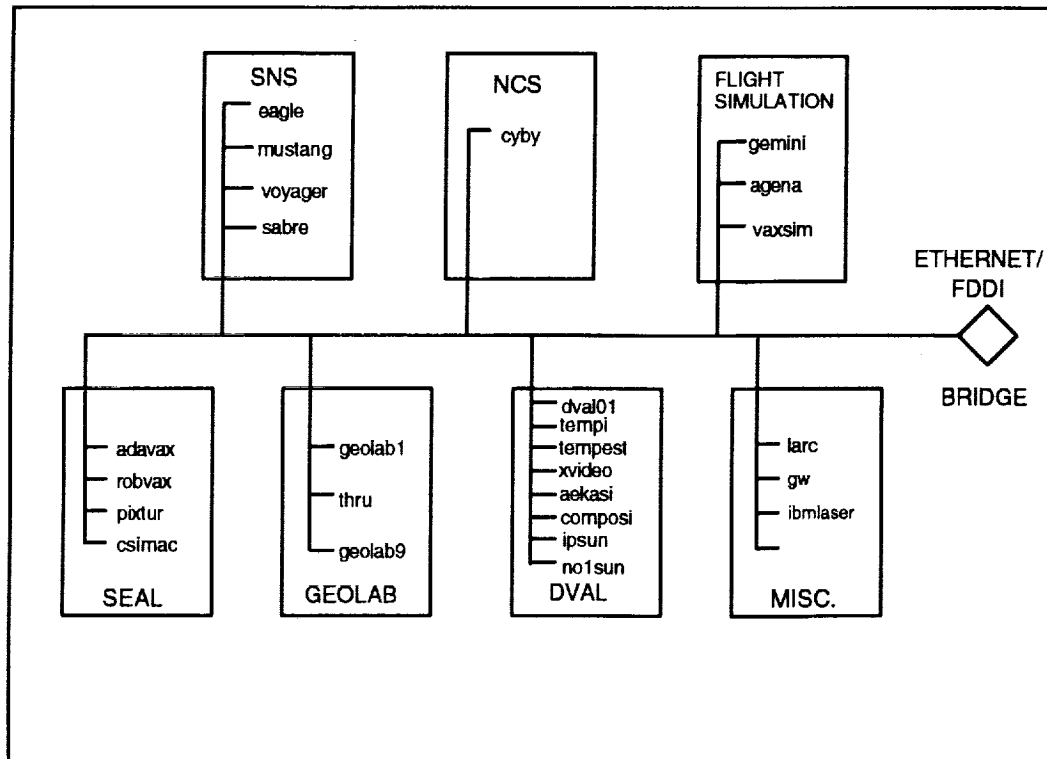 SNS
eagle
mustang
voyager
sabre
NCS
cyby
FLIGHT
SIMULATION
gemini
agena
vaxsim
ETHERNET/
FDDI
BRIDGE
adavax
robvax
pixtur
csimac
SEAL
geolab1
thru
geolab9
GEOLAB
dval01
tempi
tempest
xvideo
aekasi
composi
ipsun
no1sun
DVAL
larc
gw
ibmlaser
MISC.